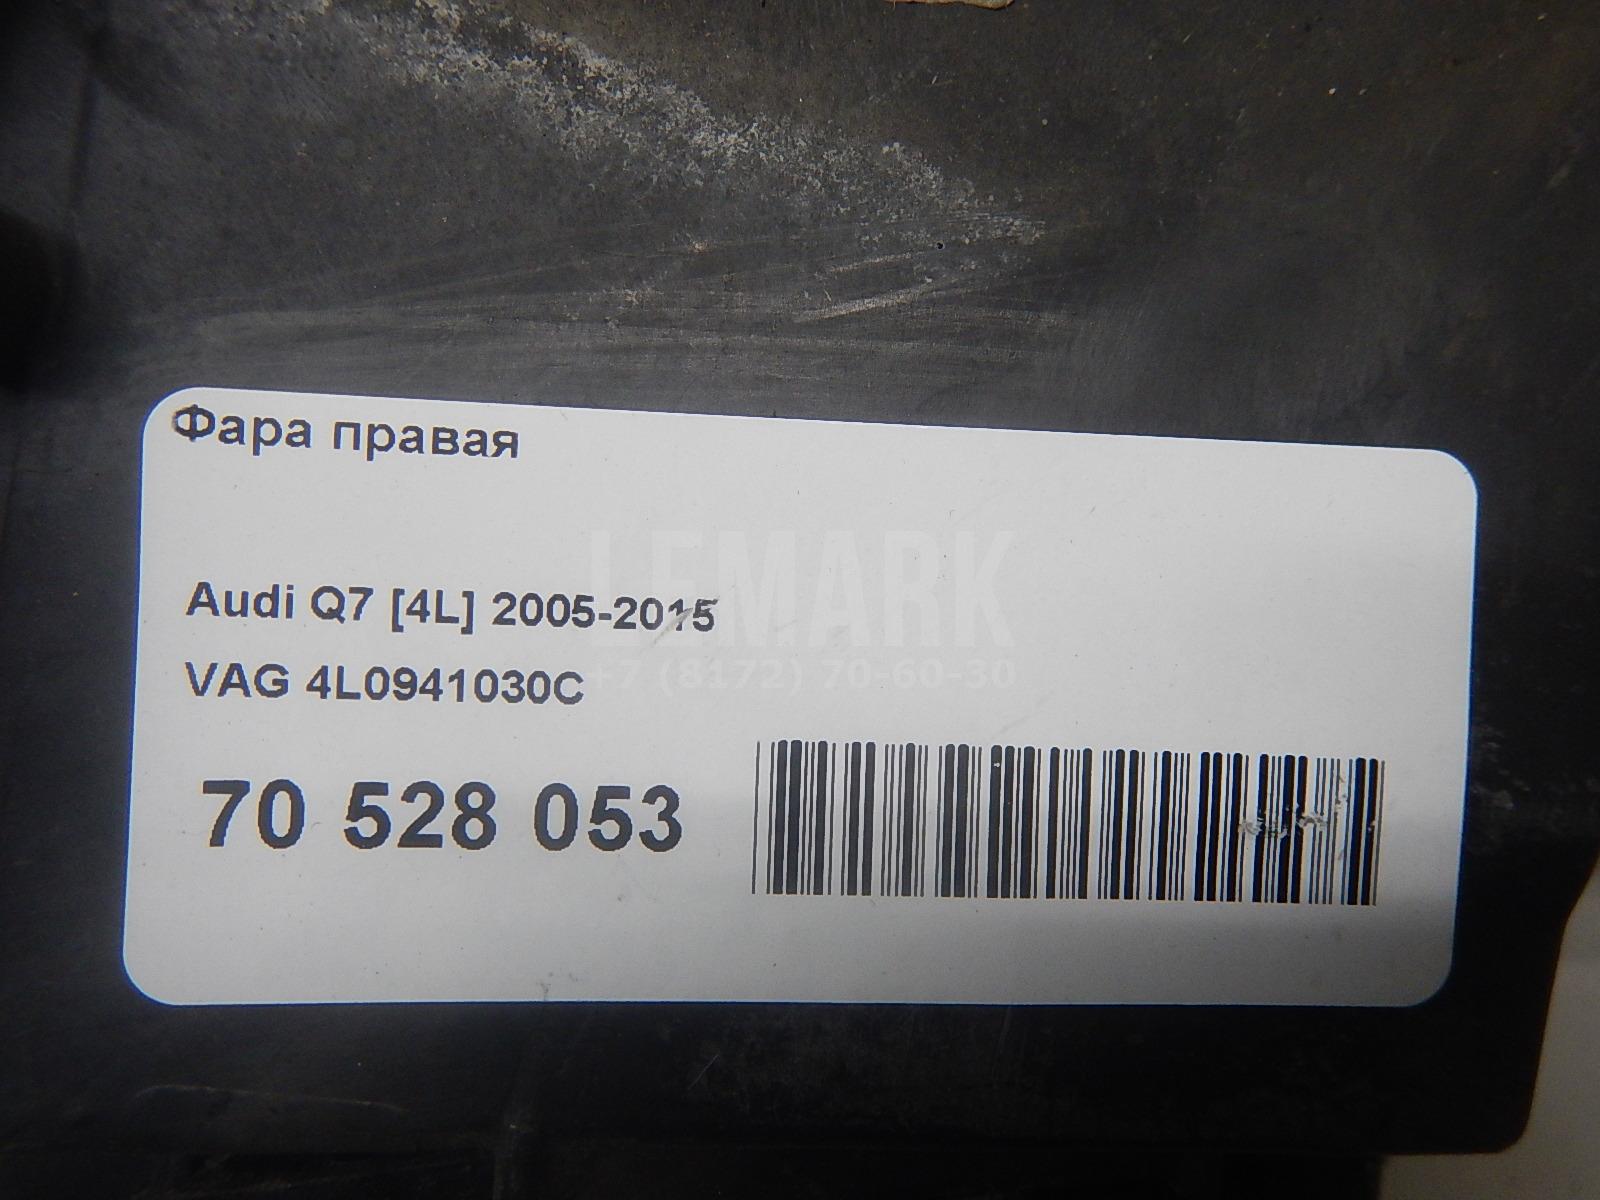 Фара правая
Audi Q7 [4L] 2005-2015
LEMARK
VAG 4L0941030C
+7 (8172) 70-60-30
70 528 053